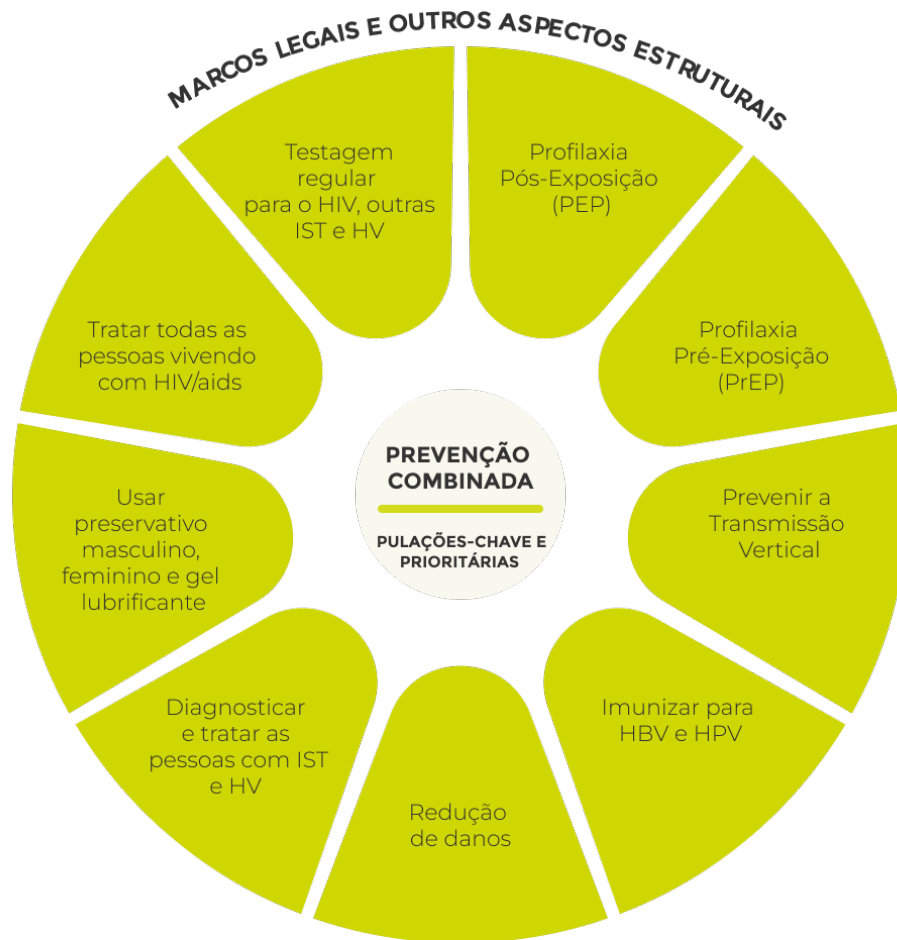 MARCOS LEGAIS E OUTROS ASPECTOS ESTRUTURAIS
Testagem
regular
para o HIV, outras
IST e HV
Profilaxia
Pós-Exposição
(PEP)
Profilaxia
Pré-Exposição
(PrEP)
Prevenir a
Transmissão
Vertical
Imunizar para
HBV e HPV
Redução
de danos
Diagnosticar
e tratar as
pessoas com IST
e HV
Usar
preservativo
masculino,
feminino e gel
lubrificante
Tratar todas as
pessoas vivendo
com HIV/aids
PREVENÇÃO
COMBINADA
PULAÇÕES-CHAVE E
PRIORITÁRIAS